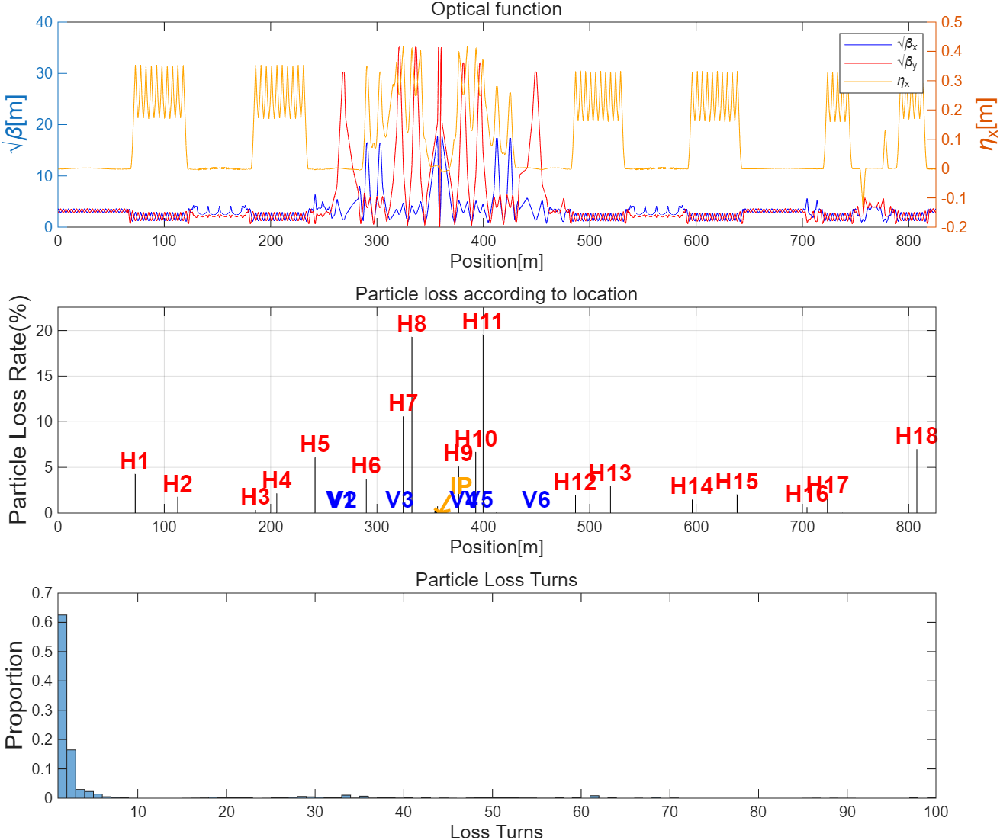 Optical function
40
30
20
10
0
√β[m]
0.5
0.4
0.3
0.2
0.1
0
-0.1
-0.2
ηx[m]
√βx
√βy
ηx
0 100 200 300 400 500 600 700 800
Position[m]
Particle loss according to location
Particle Loss Rate(%)
20
15
10
5
0
H1
H2
H3
H4
H5
H6
H7
H8
H9
H10
H11
H12
H13
H14
H15
H16
H17
H18
V1
V2
V3
V4
V5
V6
IP
0 100 200 300 400 500 600 700 800
Position[m]
Particle Loss Turns
Proportion
0.7
0.6
0.5
0.4
0.3
0.2
0.1
0
10 20 30 40 50 60 70 80 90 100
Loss Turns